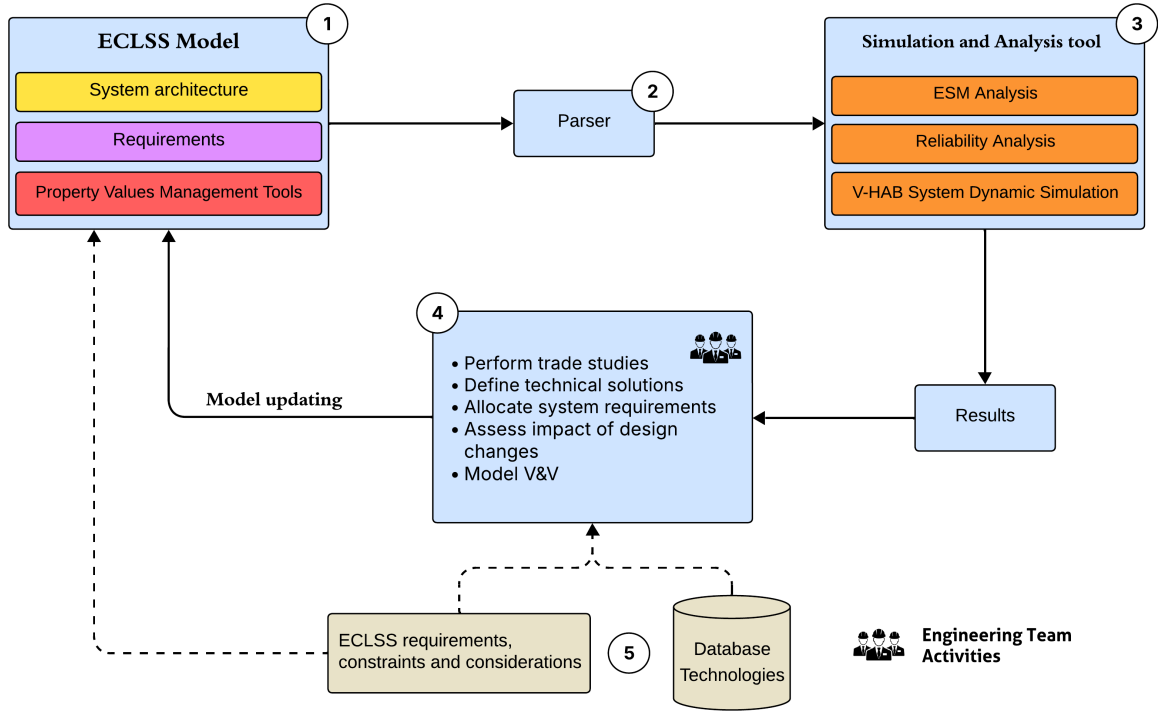 1
ECLSS Model
System architecture
Requirements
Property Values Management Tools
2
Parser
3
Simulation and Analysis tool
ESM Analysis
Reliability Analysis
V-HAB System Dynamic Simulation
4
• Perform trade studies
• Define technical solutions
• Allocate system requirements
• Assess impact of design
changes
• Model V&V
Model updating
Results
ECLSS requirements,
constraints and considerations
5
Database
Technologies
Engineering Team
Activities